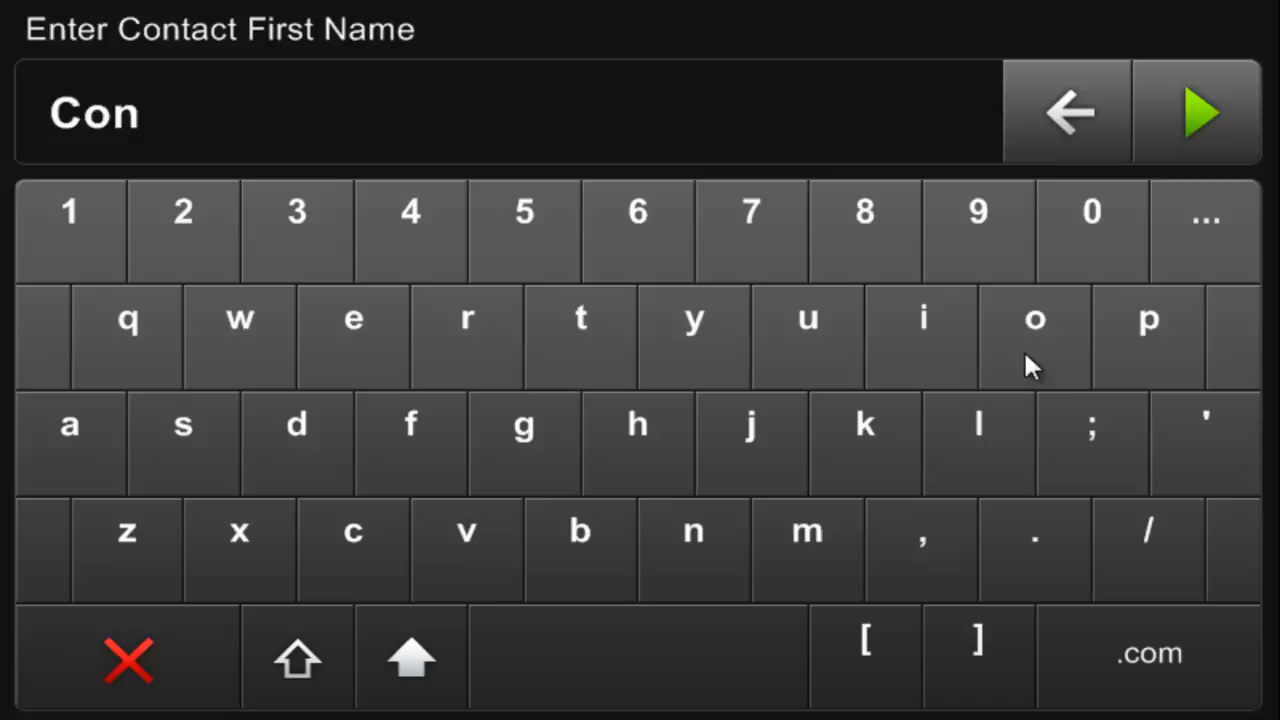 Enter Contact First Name
Con
1 2 3 4 5 6 7 8 9 0 ...
q w e r t y u i o p
a s d f g h j k l ; '
z x c v b n m , . /
[ ] .com